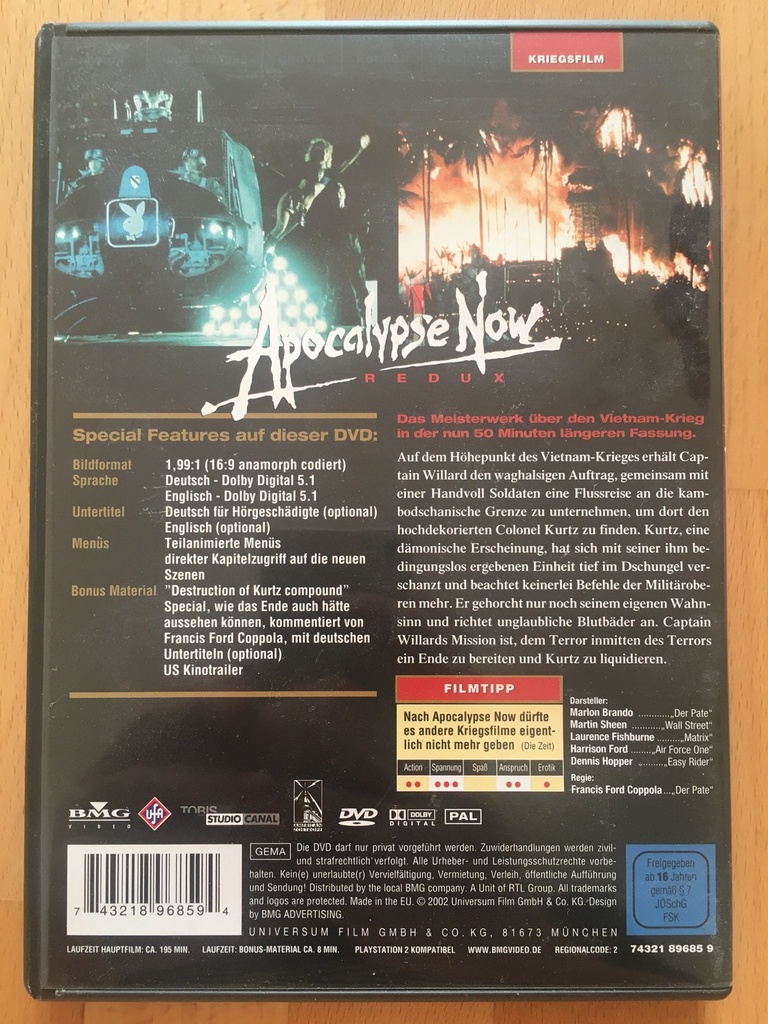 KRIEGSFILM
Apocalypse Now
REDUX
Special Features auf dieser DVD:
Bildformat 1,99:1 (16:9 anamorph codiert)
Sprache Deutsch - Dolby Digital 5.1
Englisch - Dolby Digital 5.1
Untertitel Deutsch für Hörgeschädigte (optional)
Englisch (optional)
Menüs Teilanimierte Menüs
direkter Kapitelzugriff auf die neuen
Szenen
Bonus Material "Destruction of Kurtz compound"
Special, wie das Ende auch hätte
aussehen können, kommentiert von
Francis Ford Coppola, mit deutschen
Untertiteln (optional)
US Kinotrailer
Das Meisterwerk über den Vietnam-Krieg
in der nun 50 Minuten längeren Fassung.
Auf dem Höhepunkt des Vietnam-Krieges erhält Cap-
tain Willard den waghalsigen Auftrag, gemeinsam mit
einer Handvoll Soldaten eine Flussreise an die kam-
bodschanische Grenze zu unternehmen, um dort den
hochdekorierten Colonel Kurtz zu finden. Kurtz, eine
dämonische Erscheinung, hat sich mit seiner ihm be-
dingungslos ergebenen Einheit tief im Dschungel ver-
schanzt und beachtet keinerlei Befehle der Militärobe-
ren mehr. Er gehorcht nur noch seinem eigenen Wahn-
sinn und richtet unglaubliche Blutbäder an. Captain
Willards Mission ist, dem Terror inmitten des Terrors
ein Ende zu bereiten und Kurtz zu liquidieren.
FILMTIPP
Nach Apocalypse Now dürfte
es andere Kriegsfilme eigent-
lich nicht mehr geben (Die Zeit)
Action Spannung Spaß Anspruch Erotik
Darsteller:
Marlon Brando ............„Der Pate“
Martin Sheen ........„Wall Street“
Laurence Fishburne ........„Matrix“
Harrison Ford ....„Air Force One“
Dennis Hopper .........„Easy Rider“
Regie:
Francis Ford Coppola...„Der Pate“
BMG VIDEO
UFA
TOBIS
STUDIO CANAL
AMERICAN ZOETROPE
DVD
DOLBY DIGITAL
PAL
GEMA Die DVD darf nur privat vorgeführt werden. Zuwiderhandlungen werden zivil-
und strafrechtlich verfolgt. Alle Urheber- und Leistungsschutzrechte vorbe-
halten. Kein(e) unerlaubte(r) Vervielfältigung, Vermietung, Verleih, öffentliche Aufführung
und Sendung! Distributed by the local BMG company. A Unit of RTL Group. All trademarks
and logos are protected. Made in the EU. © 2002 Universum Film GmbH & Co. KG. Design
by BMG ADVERTISING.
UNIVERSUM FILM GMBH & CO. KG, 81673 MÜNCHEN
Freigegeben
ab 16 Jahren
gemäß § 7
JÖSchG
FSK
7 43218 96859 4
LAUFZEIT HAUPTFILM: CA. 195 MIN. LAUFZEIT: BONUS-MATERIAL CA. 8 MIN. PLAYSTATION 2 KOMPATIBEL WWW.BMGVIDEO.DE REGIONALCODE: 2 74321 89685 9